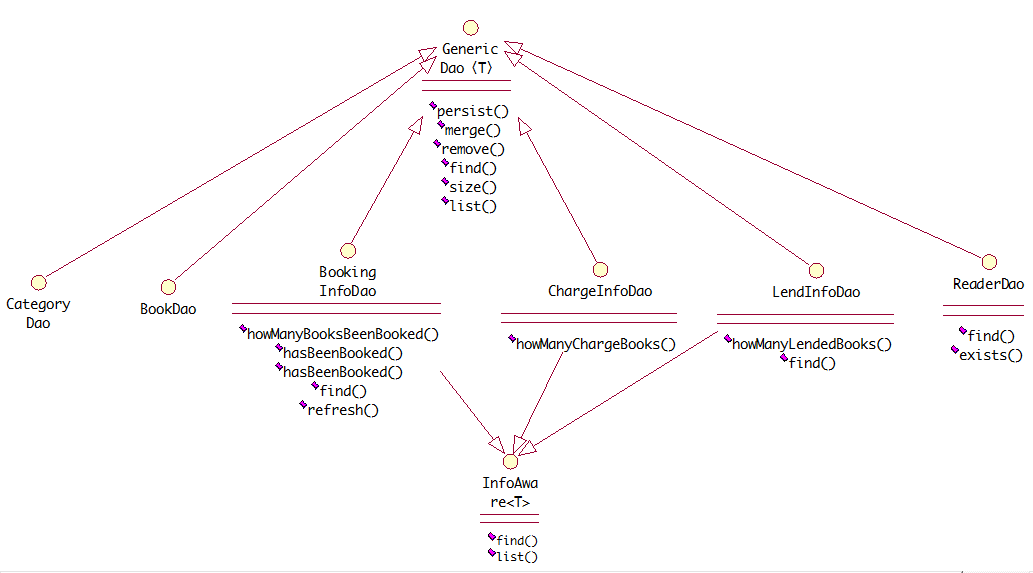 Generic
Dao <T>
persist()
merge()
remove()
find()
size()
list()
Category
Dao
BookDao
Booking
InfoDao
howManyBooksBeenBooked()
hasBeenBooked()
hasBeenBooked()
find()
refresh()
ChargeInfoDao
howManyChargeBooks()
LendInfoDao
howManyLendedBooks()
find()
ReaderDao
find()
exists()
InfoAwa
re<T>
find()
list()